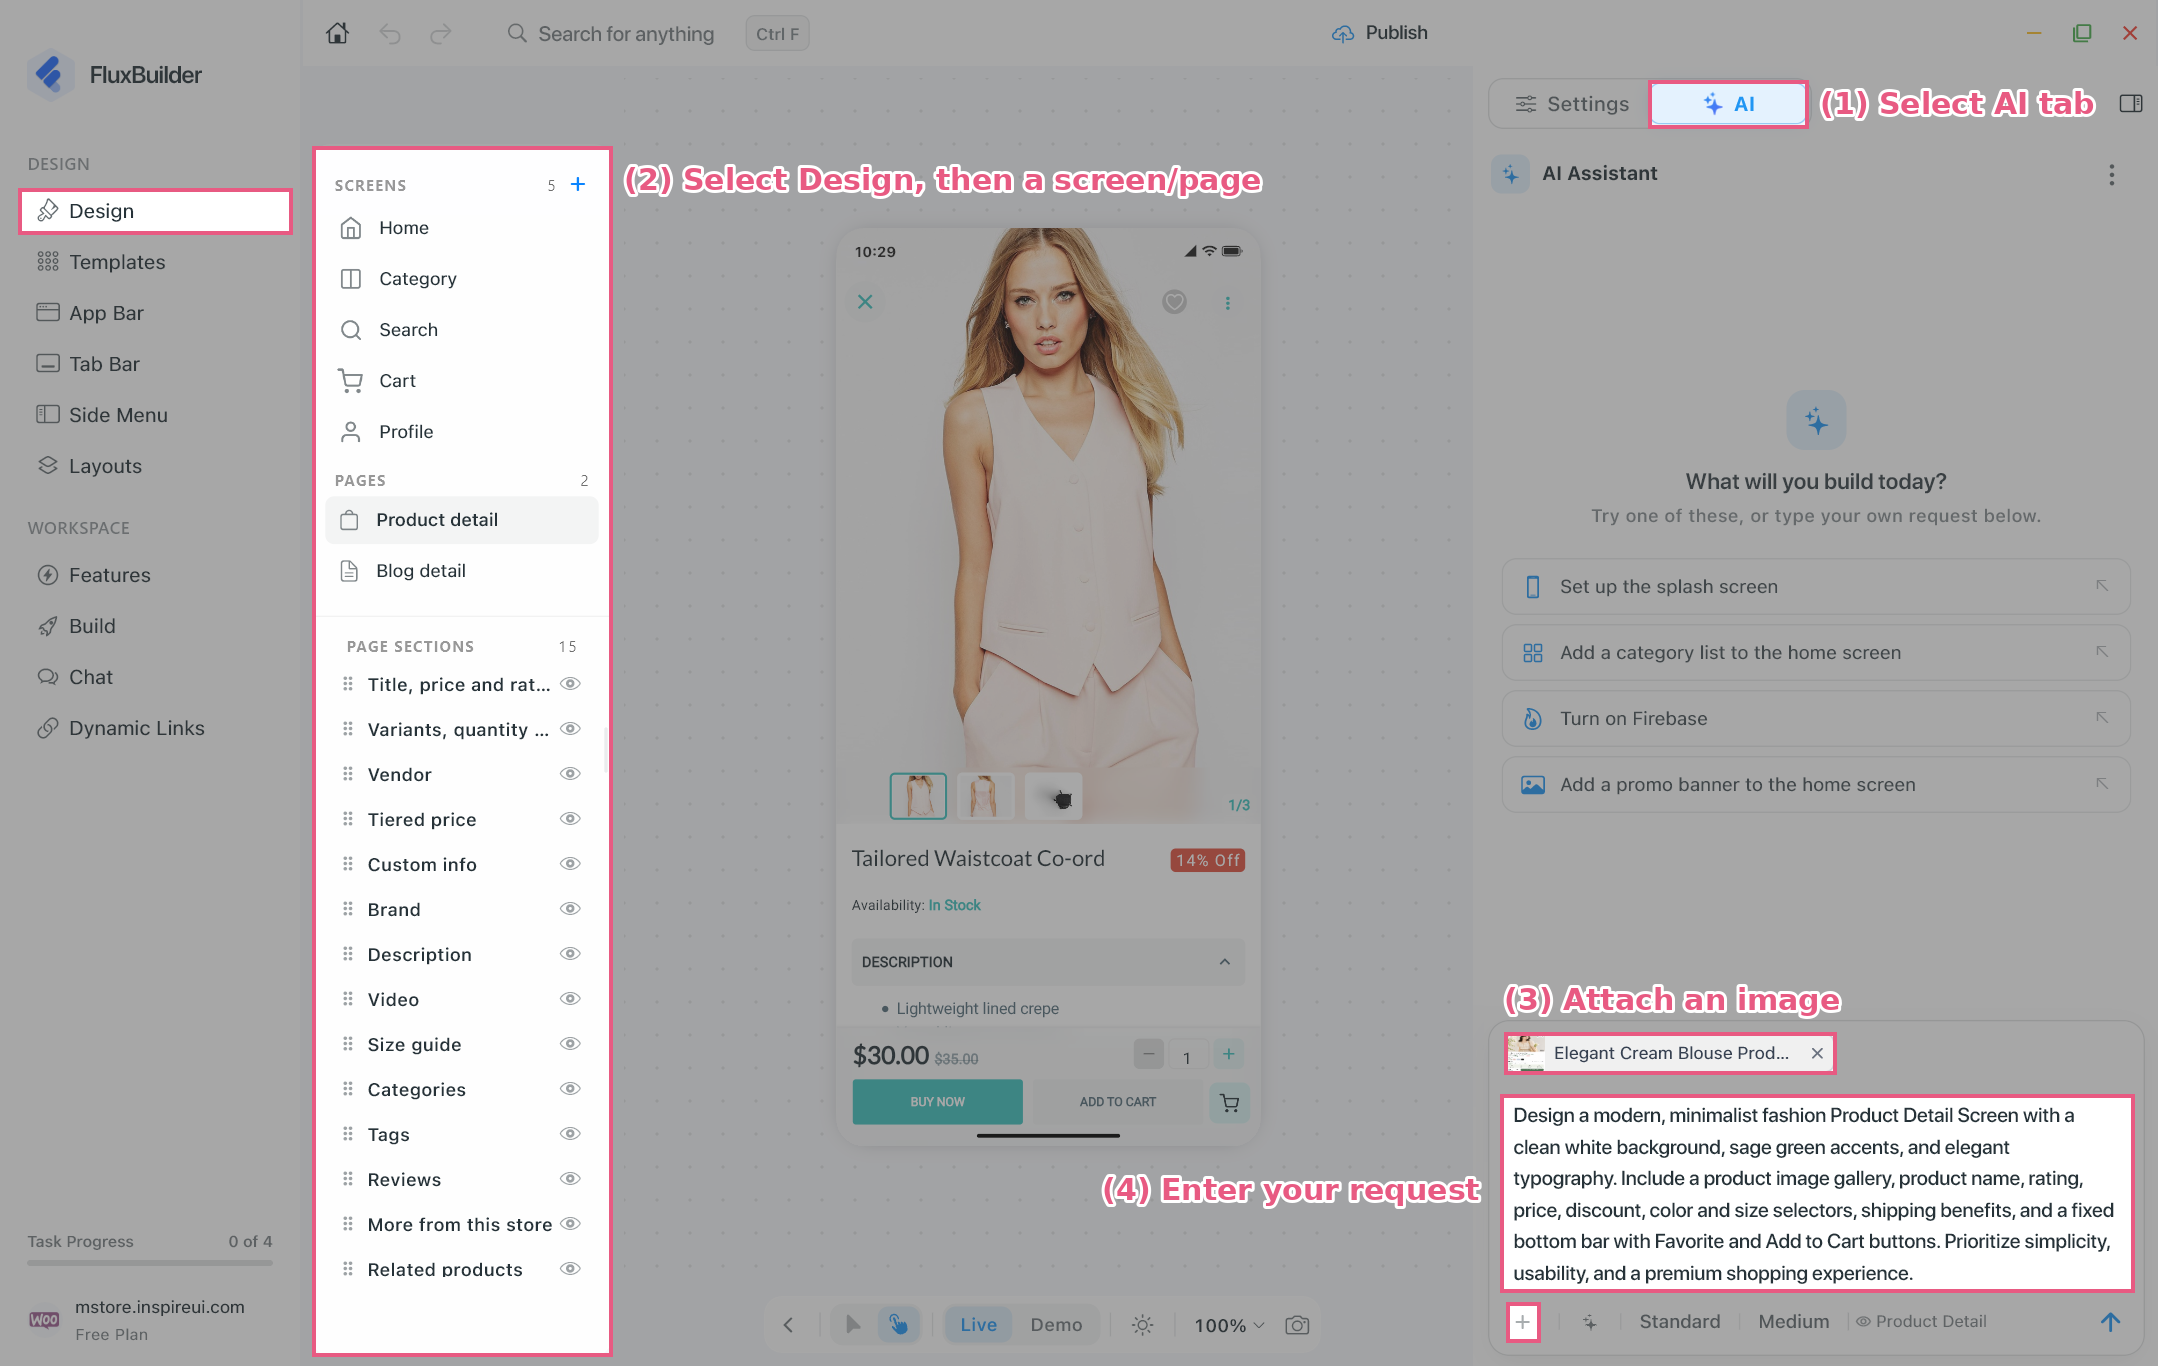 FluxBuilder
Search for anything
Ctrl F
Publish
Settings
AI
(1) Select AI tab
DESIGN
Design
Templates
App Bar
Tab Bar
Side Menu
Layouts
WORKSPACE
Features
Build
Chat
Dynamic Links
Task Progress
0 of 4
WOO
mstore.inspireui.com
Free Plan
SCREENS
5
(2) Select Design, then a screen/page
Home
Category
Search
Cart
Profile
PAGES
2
Product detail
Blog detail
PAGE SECTIONS
15
Title, price and rat...
Variants, quantity ...
Vendor
Tiered price
Custom info
Brand
Description
Video
Size guide
Categories
Tags
Reviews
More from this store
Related products
10:29
1/3
Tailored Waistcoat Co-ord
14% Off
Availability: In Stock
DESCRIPTION
Lightweight lined crepe
$30.00 $35.00
1
BUY NOW
ADD TO CART
Live
Demo
100%
AI Assistant
What will you build today?
Try one of these, or type your own request below.
Set up the splash screen
Add a category list to the home screen
Turn on Firebase
Add a promo banner to the home screen
(3) Attach an image
Elegant Cream Blouse Prod...
(4) Enter your request
Design a modern, minimalist fashion Product Detail Screen with a
clean white background, sage green accents, and elegant
typography. Include a product image gallery, product name, rating,
price, discount, color and size selectors, shipping benefits, and a fixed
bottom bar with Favorite and Add to Cart buttons. Prioritize simplicity,
usability, and a premium shopping experience.
Standard
Medium
Product Detail